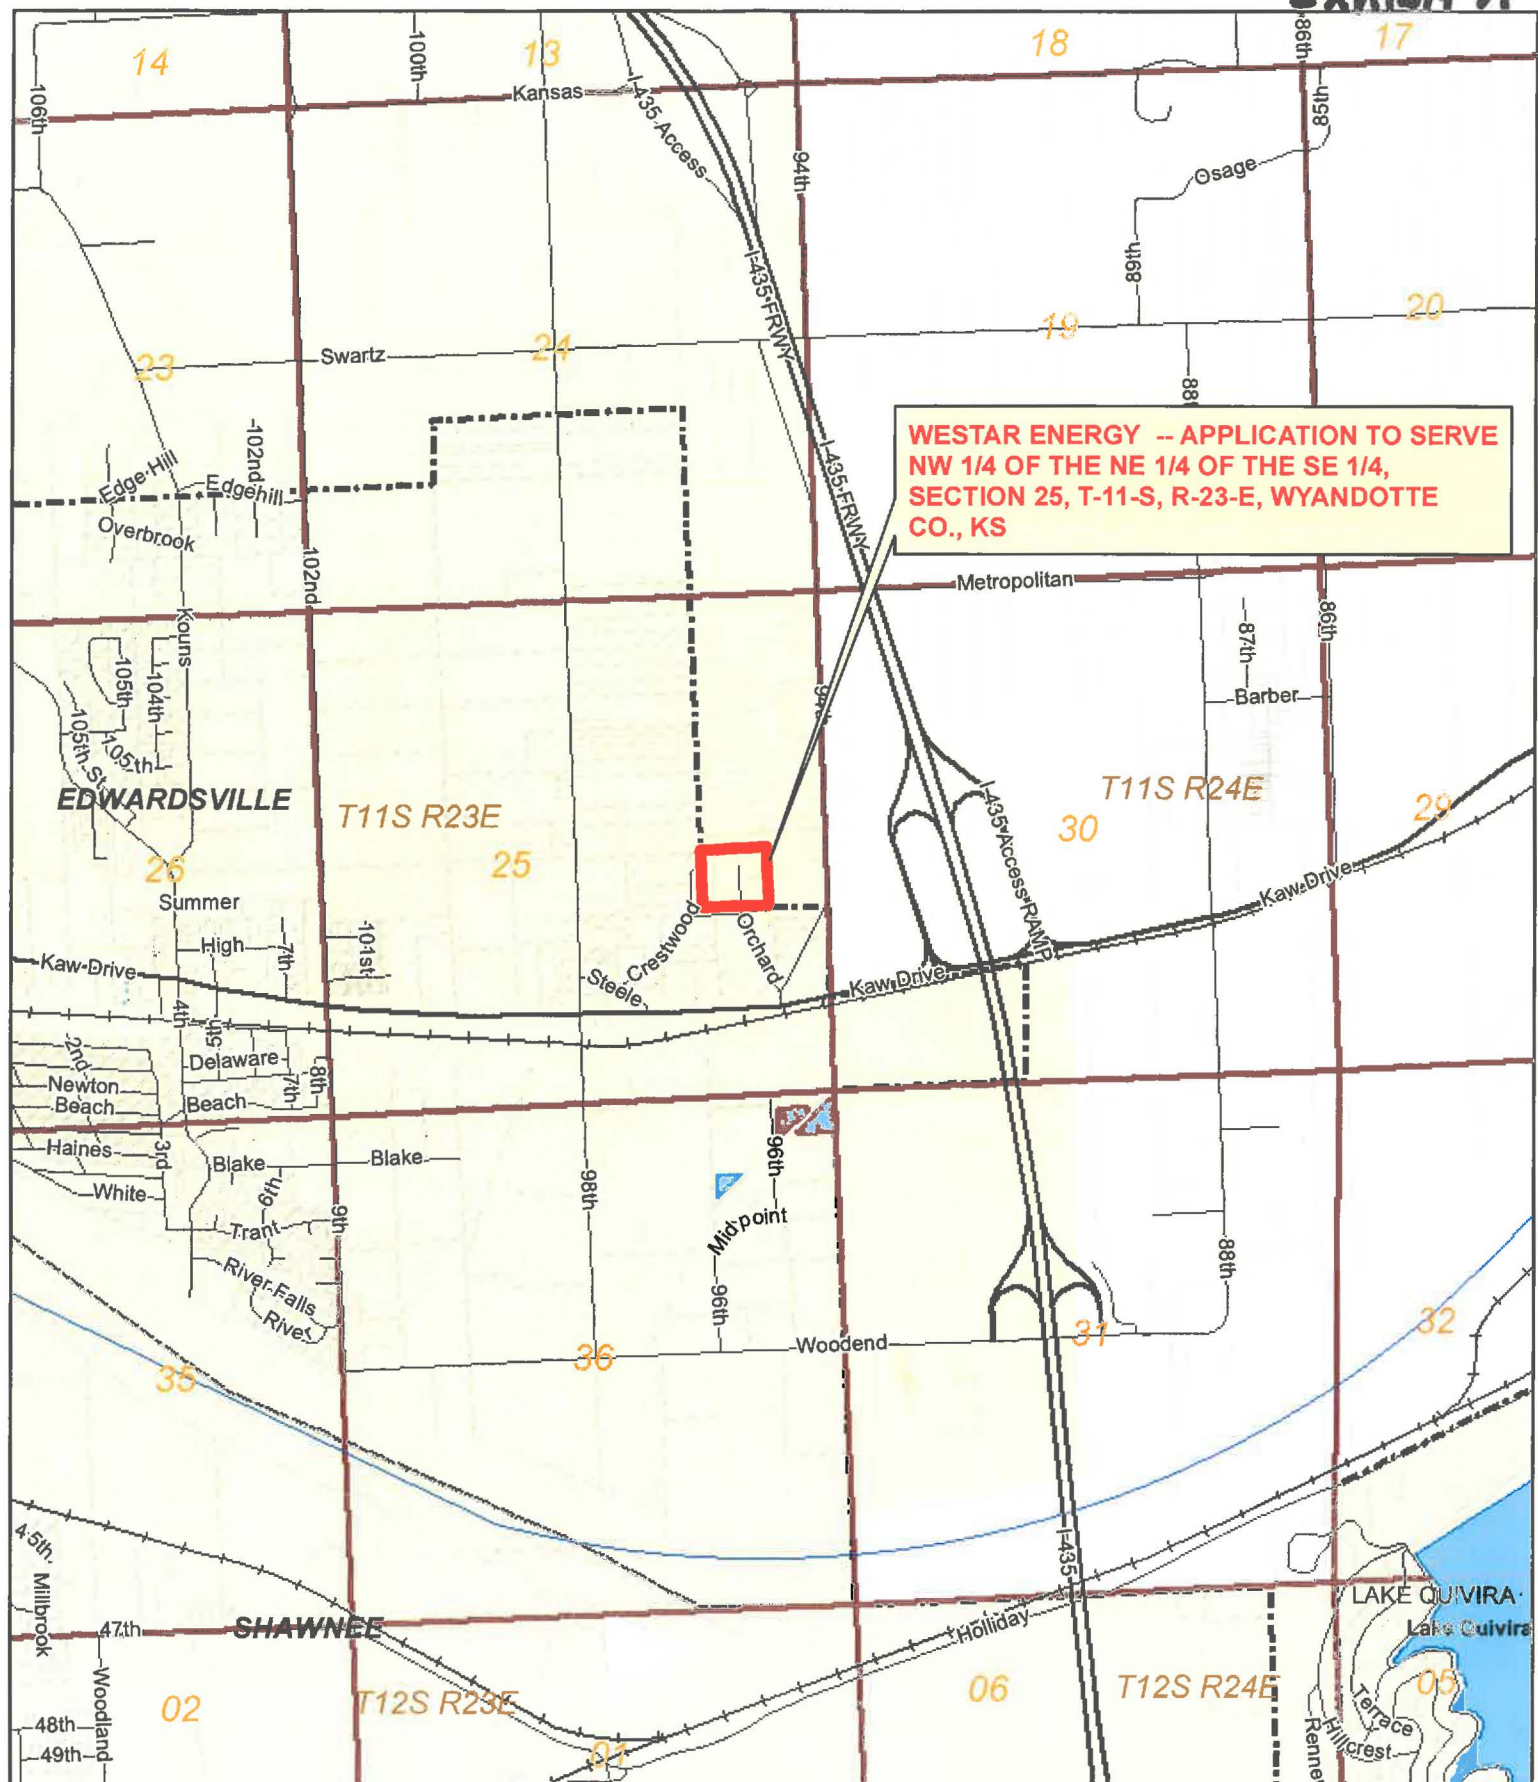 14
13
18
17
106th
100th
Kansas
I-435 Access
94th
86th
85th
Osage
89th
I-435 FRWY
23
Swartz
24
19
20
WESTAR ENERGY -- APPLICATION TO SERVE
NW 1/4 OF THE NE 1/4 OF THE SE 1/4,
SECTION 25, T-11-S, R-23-E, WYANDOTTE
CO., KS
Edge Hill
102nd
Edgehill
Overbrook
I-435 FRWY
102nd
Metropolitan
Kouns
87th
86th
105th
104th
Barber
105th St
105th
EDWARDSVILLE
T11S R23E
T11S R24E
I-435 Access RAMP
29
30
26
25
Summer
Kaw Drive
High
7th
101st
Crestwood
Orchard
Steele
Kaw Drive
Kaw Drive
4th
5th
2nd
Delaware
Newton
7th
8th
Beach
Beach
Haines
3rd
Blake
Blake
96th
98th
White
6th
Trant
9th
Midpoint
88th
River Falls
River
96th
Woodend
31
32
35
36
I-435
45th
Millbrook
47th
SHAWNEE
Holliday
LAKE QUIVIRA
Lake Quivira
Woodland
02
T12S R23E
06
T12S R24E
05
48th
49th
01
Terrace
Hillcrest